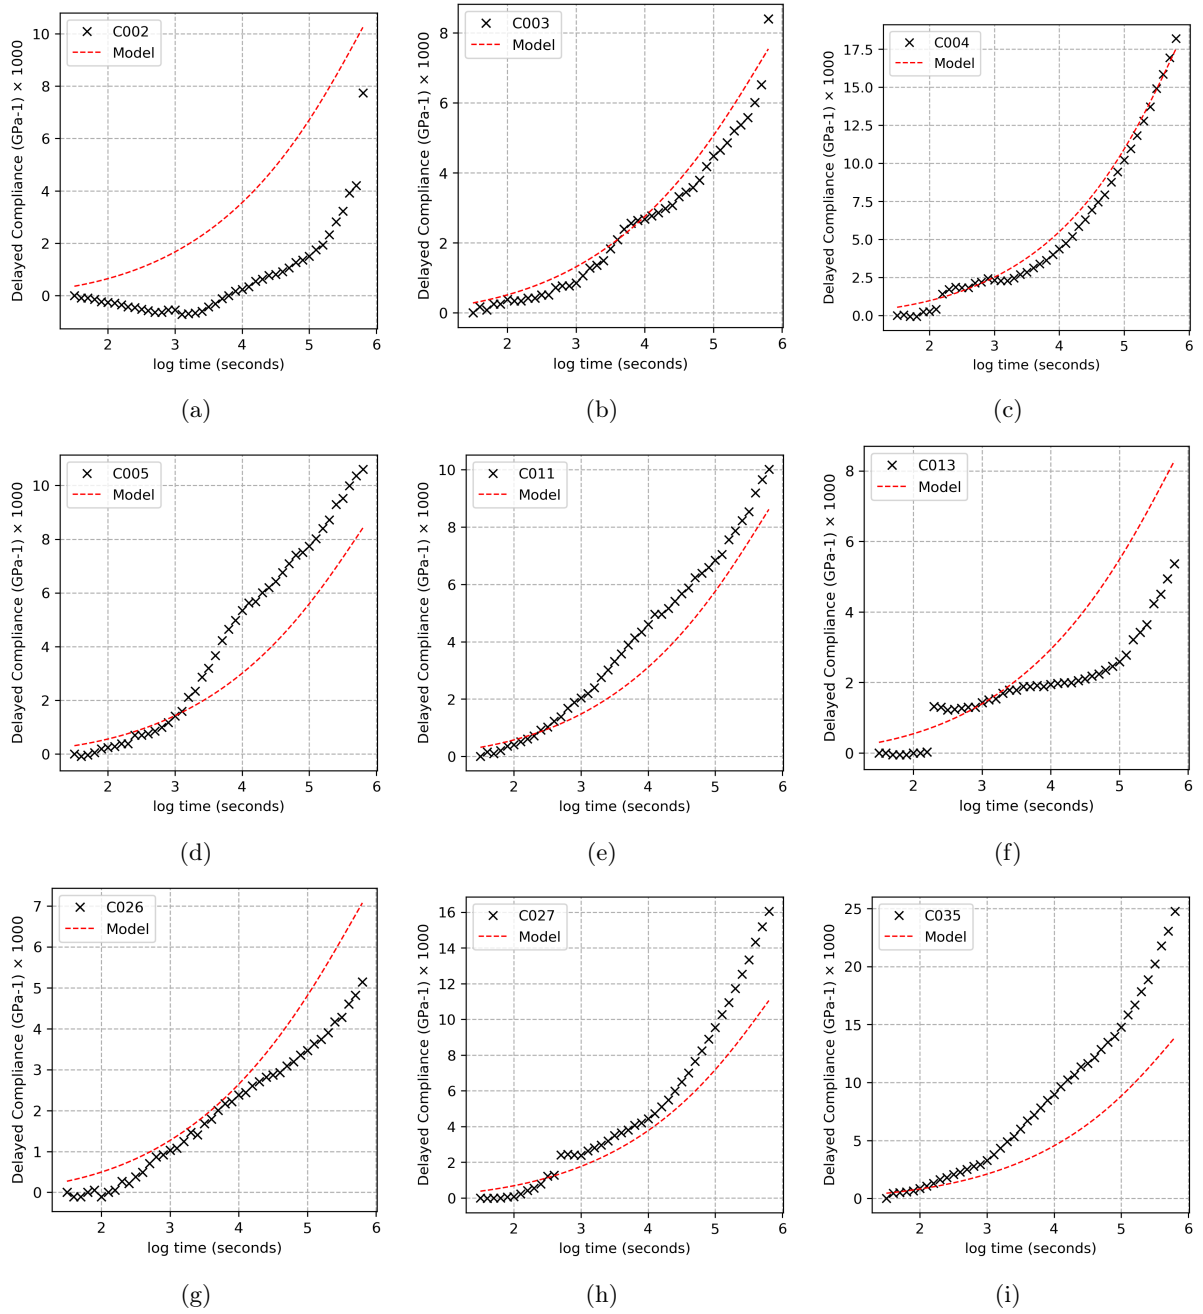 C002
Model
Delayed Compliance (GPa-1) × 1000
10
8
6
4
2
0
2
3
4
5
6
log time (seconds)
(a)
C003
Model
Delayed Compliance (GPa-1) × 1000
8
6
4
2
0
2
3
4
5
6
log time (seconds)
(b)
C004
Model
Delayed Compliance (GPa-1) × 1000
17.5
15.0
12.5
10.0
7.5
5.0
2.5
0.0
2
3
4
5
6
log time (seconds)
(c)
C005
Model
Delayed Compliance (GPa-1) × 1000
10
8
6
4
2
0
2
3
4
5
6
log time (seconds)
(d)
C011
Model
Delayed Compliance (GPa-1) × 1000
10
8
6
4
2
0
2
3
4
5
6
log time (seconds)
(e)
C013
Model
Delayed Compliance (GPa-1) × 1000
8
6
4
2
0
2
3
4
5
6
log time (seconds)
(f)
C026
Model
Delayed Compliance (GPa-1) × 1000
7
6
5
4
3
2
1
0
2
3
4
5
6
log time (seconds)
(g)
C027
Model
Delayed Compliance (GPa-1) × 1000
16
14
12
10
8
6
4
2
0
2
3
4
5
6
log time (seconds)
(h)
C035
Model
Delayed Compliance (GPa-1) × 1000
25
20
15
10
5
0
2
3
4
5
6
log time (seconds)
(i)